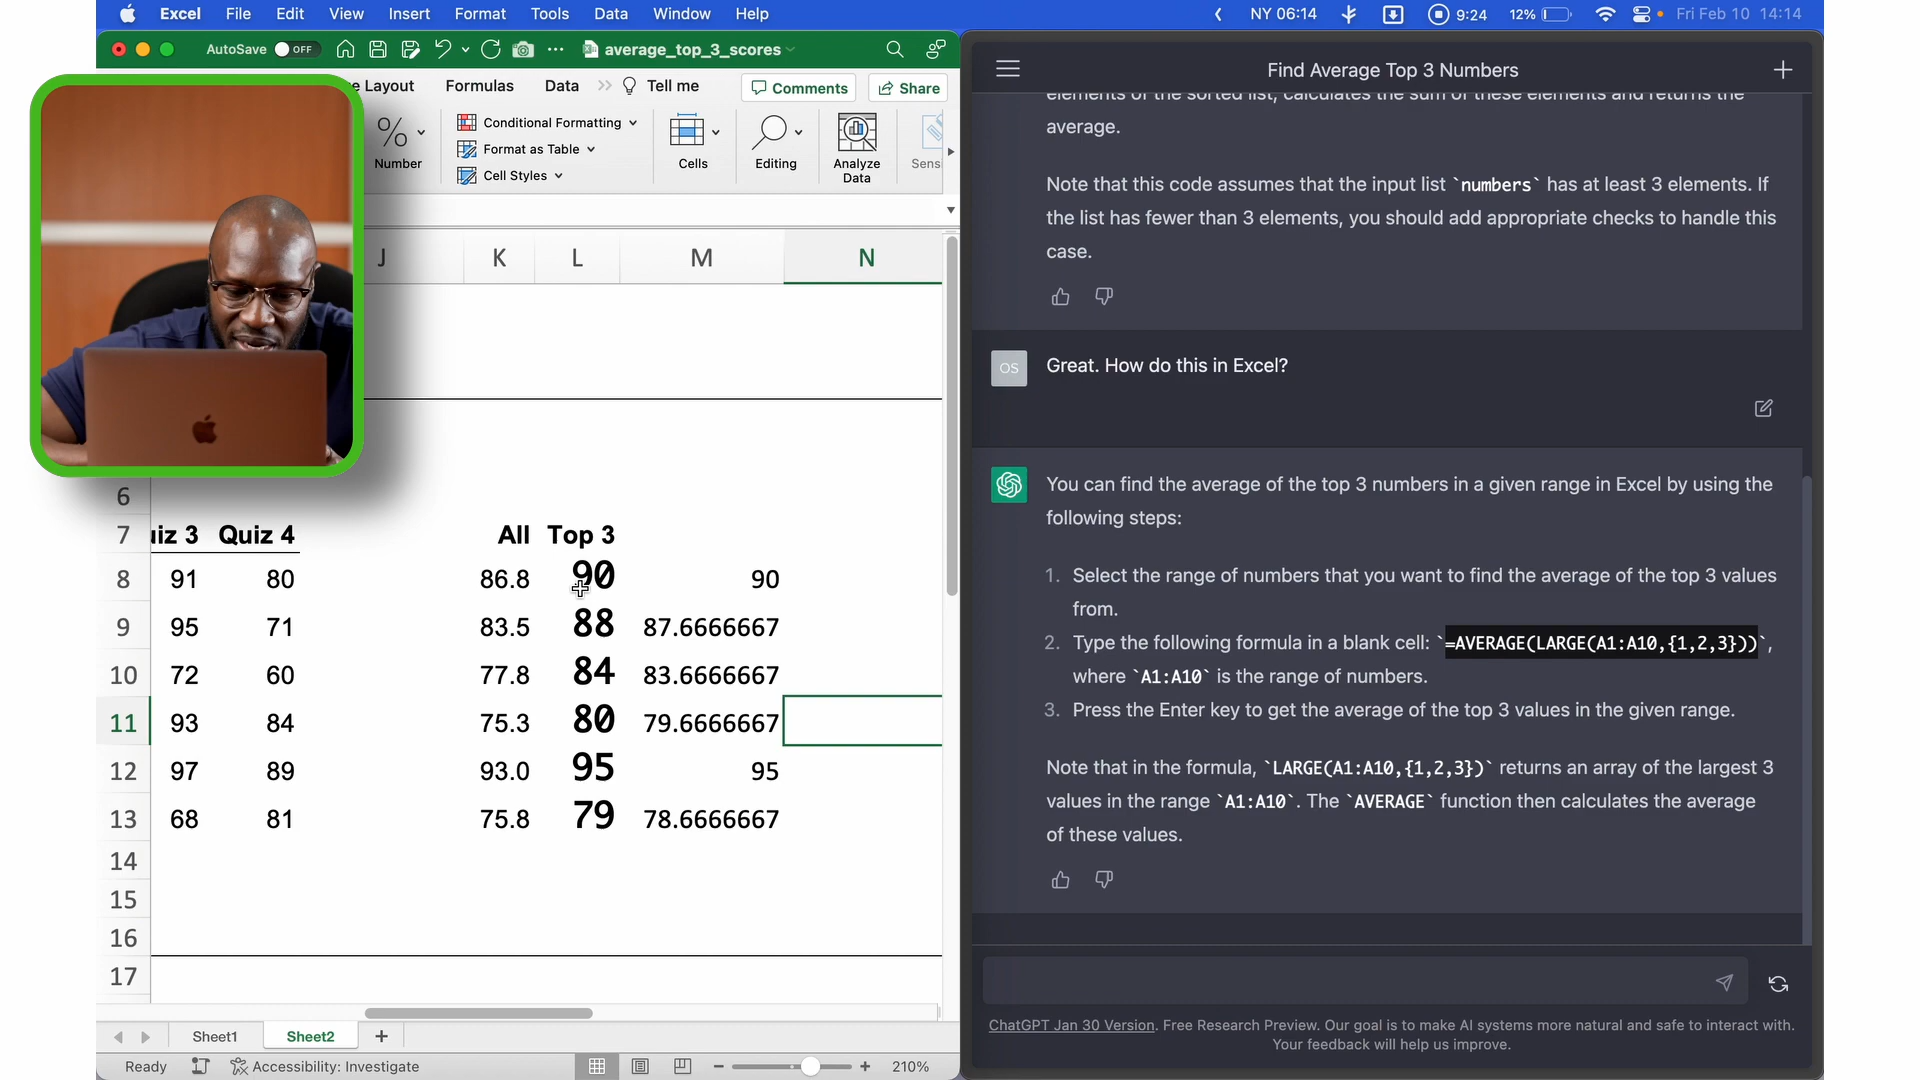 Excel File Edit View Insert Format Tools Data Window Help NY 06:14 9:24 12% Fri Feb 10 14:14
AutoSave OFF average_top_3_scores
Layout Formulas Data Tell me Comments Share
% Number
Conditional Formatting
Format as Table
Cell Styles
Cells
Editing
Analyze
Data
J K L M N
6
7 Quiz 4 All Top 3
8 91 80 86.8 90 90
9 95 71 83.5 88 87.6666667
10 72 60 77.8 84 83.6666667
11 93 84 75.3 80 79.6666667
12 97 89 93.0 95 95
13 68 81 75.8 79 78.6666667
14
15
16
17
Sheet1 Sheet2 +
Ready Accessibility: Investigate 210%
Find Average Top 3 Numbers
elements of the sorted list, calculates the sum of these elements and returns the
average.
Note that this code assumes that the input list `numbers` has at least 3 elements. If
the list has fewer than 3 elements, you should add appropriate checks to handle this
case.
OS Great. How do this in Excel?
You can find the average of the top 3 numbers in a given range in Excel by using the
following steps:
1. Select the range of numbers that you want to find the average of the top 3 values
from.
2. Type the following formula in a blank cell: `=AVERAGE(LARGE(A1:A10,{1,2,3}))`,
where `A1:A10` is the range of numbers.
3. Press the Enter key to get the average of the top 3 values in the given range.
Note that in the formula, `LARGE(A1:A10,{1,2,3})` returns an array of the largest 3
values in the range `A1:A10`. The `AVERAGE` function then calculates the average
of these values.
ChatGPT Jan 30 Version. Free Research Preview. Our goal is to make AI systems more natural and safe to interact with.
Your feedback will help us improve.